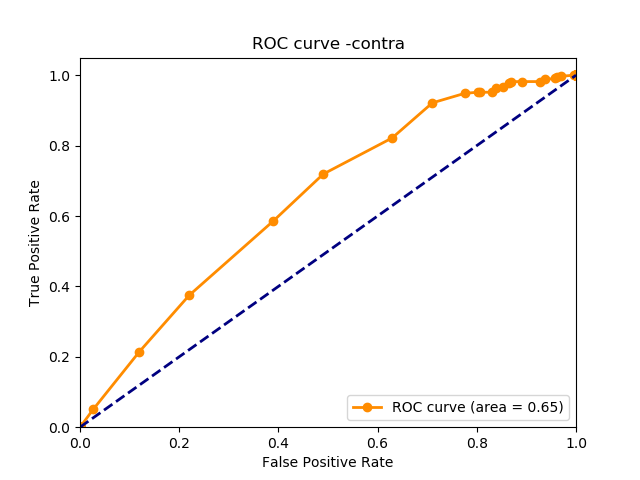 ROC curve -contra
1.0
0.8
0.6
0.4
0.2
0.0
True Positive Rate
0.0 0.2 0.4 0.6 0.8 1.0
False Positive Rate
ROC curve (area = 0.65)